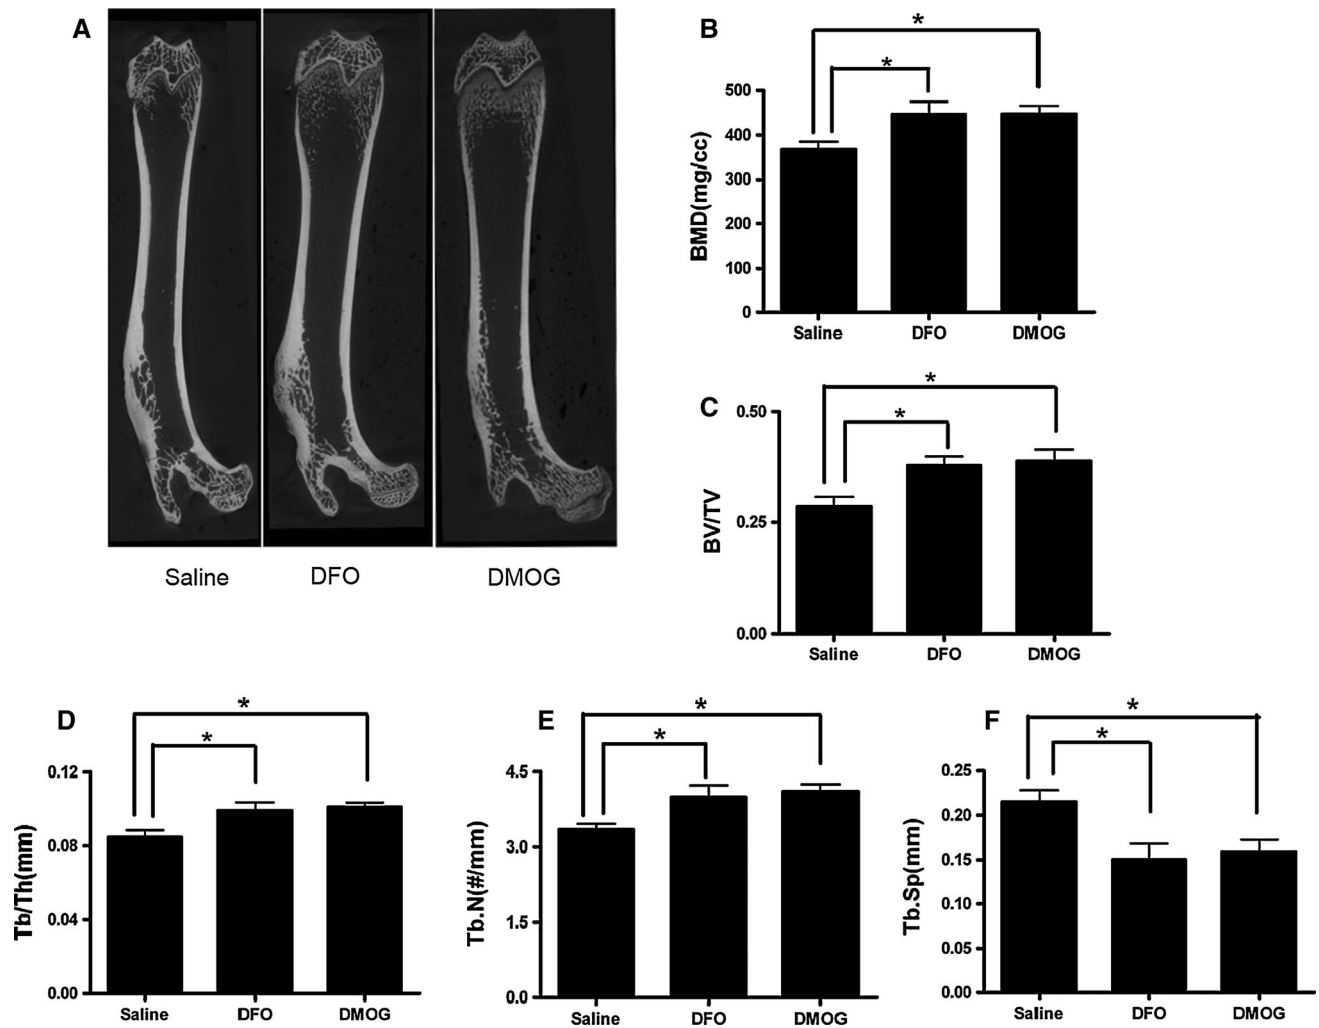 A
Saline DFO DMOG
B
*
*
BMD(mg/cc)
500
400
300
200
100
0
Saline DFO DMOG
C
*
*
BV/TV
0.50
0.25
0.00
Saline DFO DMOG
D
*
*
Tb/Th(mm)
0.12
0.08
0.04
0.00
Saline DFO DMOG
E
*
*
Tb.N(#/mm)
4.5
3.0
1.5
0.0
Saline DFO DMOG
F
*
*
Tb.Sp(mm)
0.25
0.20
0.15
0.10
0.05
0.00
Saline DFO DMOG